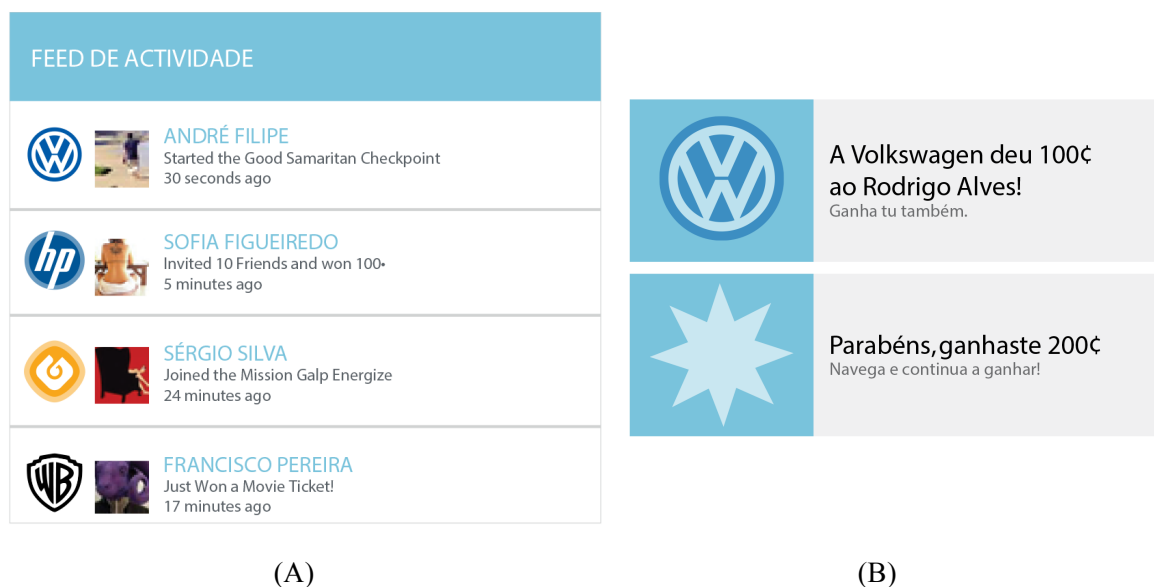 FEED DE ACTIVIDADE
ANDRÉ FILIPE
Started the Good Samaritan Checkpoint
30 seconds ago
hp
SOFIA FIGUEIREDO
Invited 10 Friends and won 100•
5 minutes ago
SÉRGIO SILVA
Joined the Mission Galp Energize
24 minutes ago
WB
FRANCISCO PEREIRA
Just Won a Movie Ticket!
17 minutes ago
(A)
A Volkswagen deu 100¢
ao Rodrigo Alves!
Ganha tu também.
Parabéns, ganhaste 200¢
Navega e continua a ganhar!
(B)